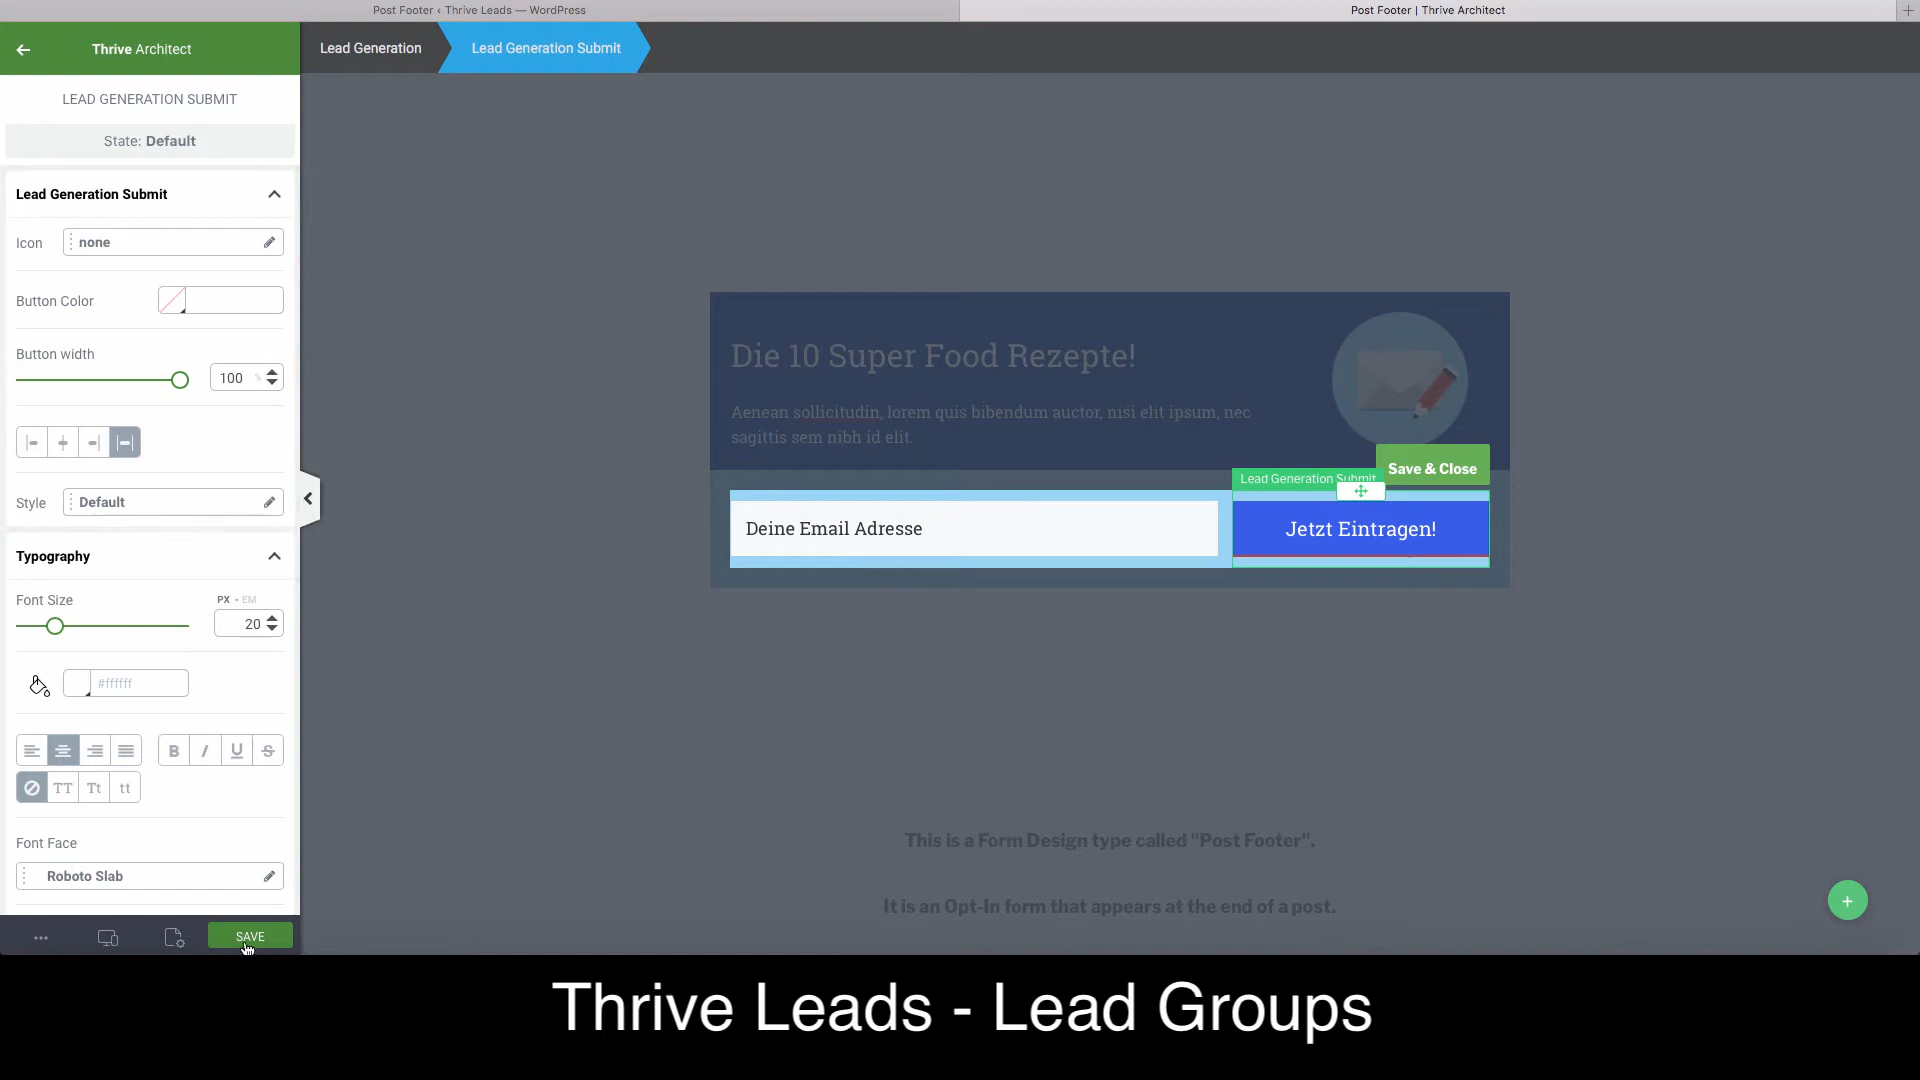 Post Footer ‹ Thrive Leads — WordPress
Post Footer | Thrive Architect
Thrive Architect
Lead Generation
Lead Generation Submit
LEAD GENERATION SUBMIT
State: Default
Lead Generation Submit
Icon
none
Button Color
Button width
100 %
Style
Default
Typography
Font Size
PX - EM
20
#ffffff
B I U S
TT Tt tt
Font Face
Roboto Slab
SAVE
Die 10 Super Food Rezepte!
Aenean sollicitudin, lorem quis bibendum auctor, nisi elit ipsum, nec
sagittis sem nibh id elit.
Save & Close
Lead Generation Submit
Deine Email Adresse
Jetzt Eintragen!
This is a Form Design type called "Post Footer".
It is an Opt-In form that appears at the end of a post.
Thrive Leads - Lead Groups